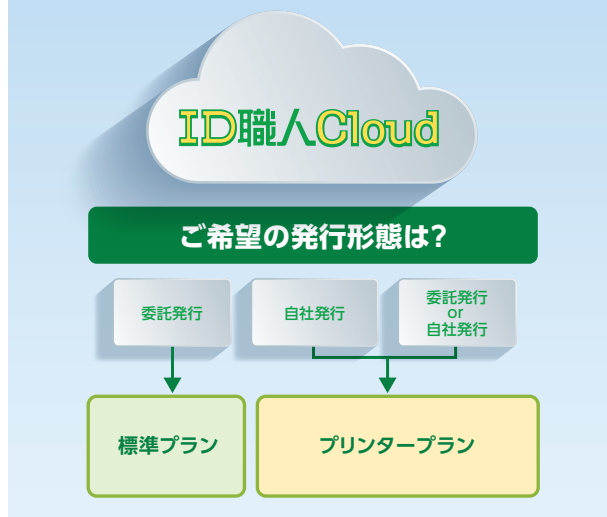 ID職人Cloud
ご希望の発行形態は?
委託発行
自社発行
委託発行
or
自社発行
標準プラン
プリンタープラン